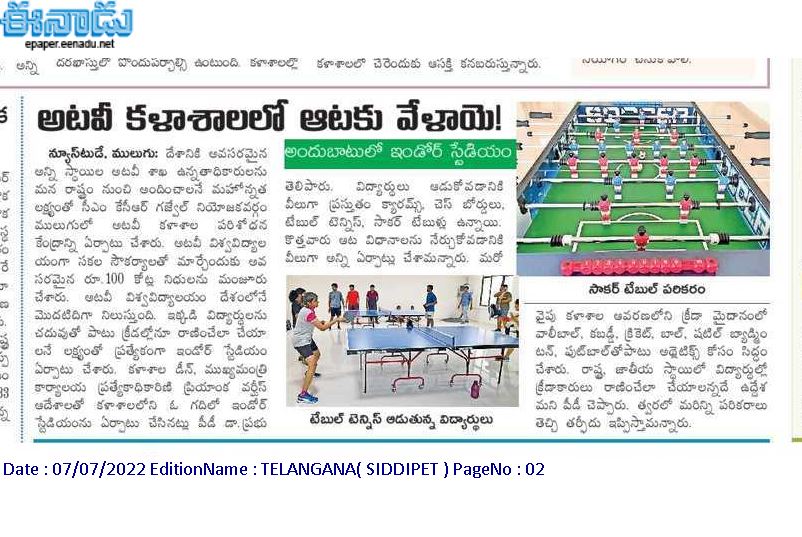 ఈనాడు
epaper.eenadu.net
. అన్ని
దరఖాస్తులో పొందుపర్చాల్సి ఉంటుంది. కళాశాలల్లో
కళాశాలలో చేరేందుకు ఆసక్తి కనబరుస్తున్నారు.
అటవీ కళాశాలలో ఆటకు వేళాయె!
న్యూస్‌టుడే, ములుగు: దేశానికి అవసరమైన
అన్ని స్థాయిల అటవీ శాఖ ఉన్నతాధికారులను
మన రాష్ట్రం నుంచి అందించాలనే మహోన్నత
లక్ష్యంతో సీఎం కేసీఆర్ గజ్వేల్ నియోజకవర్గం
ములుగులో అటవీ కళాశాల పరిశోధన
కేంద్రాన్ని ఏర్పాటు చేశారు. అటవీ విశ్వవిద్యాల
యంగా సకల సౌకర్యాలతో మార్చేందుకు అవ
సరమైన రూ.100 కోట్ల నిధులను మంజూరు
చేశారు. అటవీ విశ్వవిద్యాలయం దేశంలోనే
మొదటిదిగా నిలుస్తుంది. ఇక్కడి విద్యార్థులను
చదువుతో పాటు క్రీడల్లోనూ రాణించేలా చేయా
లనే లక్ష్యంతో ప్రత్యేకంగా ఇండోర్ స్టేడియం
ఏర్పాటు చేశారు. కళాశాల డీన్, ముఖ్యమంత్రి
కార్యాలయ ప్రత్యేకాధికారిణి ప్రియాంక వర్ఘీస్
ఆదేశాలతో కళాశాలలోని ఓ గదిలో ఇండోర్
స్టేడియంను ఏర్పాటు చేసినట్లు పీడీ డా.ప్రభు
అందుబాటులో ఇండోర్ స్టేడియం
తెలిపారు. విద్యార్థులు ఆడుకోవడానికి
వీలుగా ప్రస్తుతం క్యారమ్స్, చెస్ బోర్డులు,
టేబుల్ టెన్నిస్, సాకర్ టేబుళ్లు ఉన్నాయి.
కొత్తవారు ఆట విధానాలను నేర్చుకోవడానికి
వీలుగా అన్ని ఏర్పాట్లు చేశామన్నారు. మరో
టేబుల్ టెన్నిస్ ఆడుతున్న విద్యార్థులు
సాకర్ టేబుల్ పరికరం
వైపు కళాశాల ఆవరణలోని క్రీడా మైదానంలో
వాలీబాల్, కబడ్డీ, క్రికెట్, బాల్, షటిల్ బ్యాడ్మి
టన్, ఫుట్‌బాల్‌తోపాటు అథ్లెటిక్స్ కోసం సిద్ధం
చేశారు. రాష్ట్ర, జాతీయ స్థాయిలో విద్యార్థుల్లో
క్రీడాకారులు రాణించేలా చేయాలన్నదే ఉద్దేశ
మని పీడీ చెప్పారు. త్వరలో మరిన్ని పరికరాలు
తెచ్చి తర్ఫీదు ఇప్పిస్తామన్నారు.
Date : 07/07/2022 EditionName : TELANGANA( SIDDIPET ) PageNo : 02